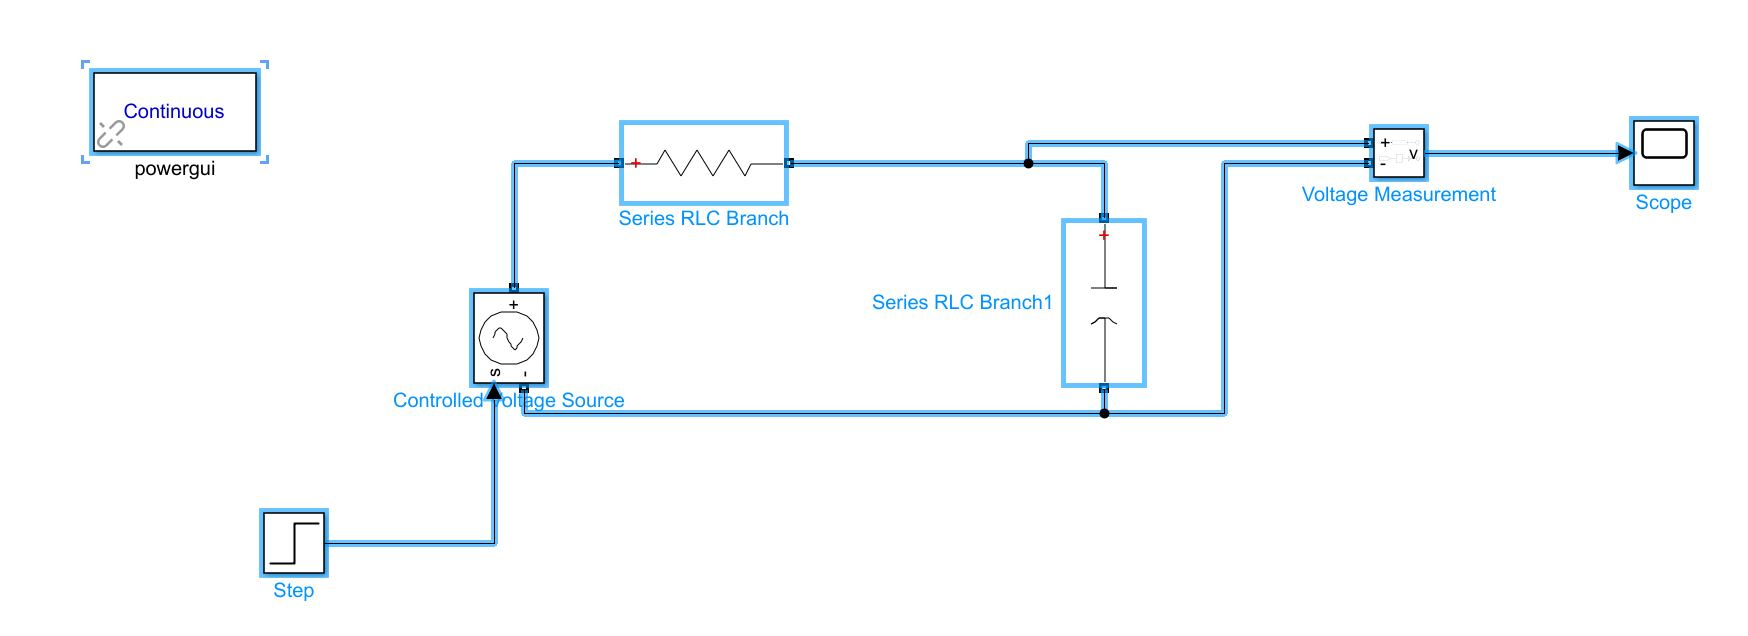 Continuous
powergui
+
Series RLC Branch
+
-
v
Voltage Measurement
Scope
+
Series RLC Branch1
+
s
-
Controlled Voltage Source
Step